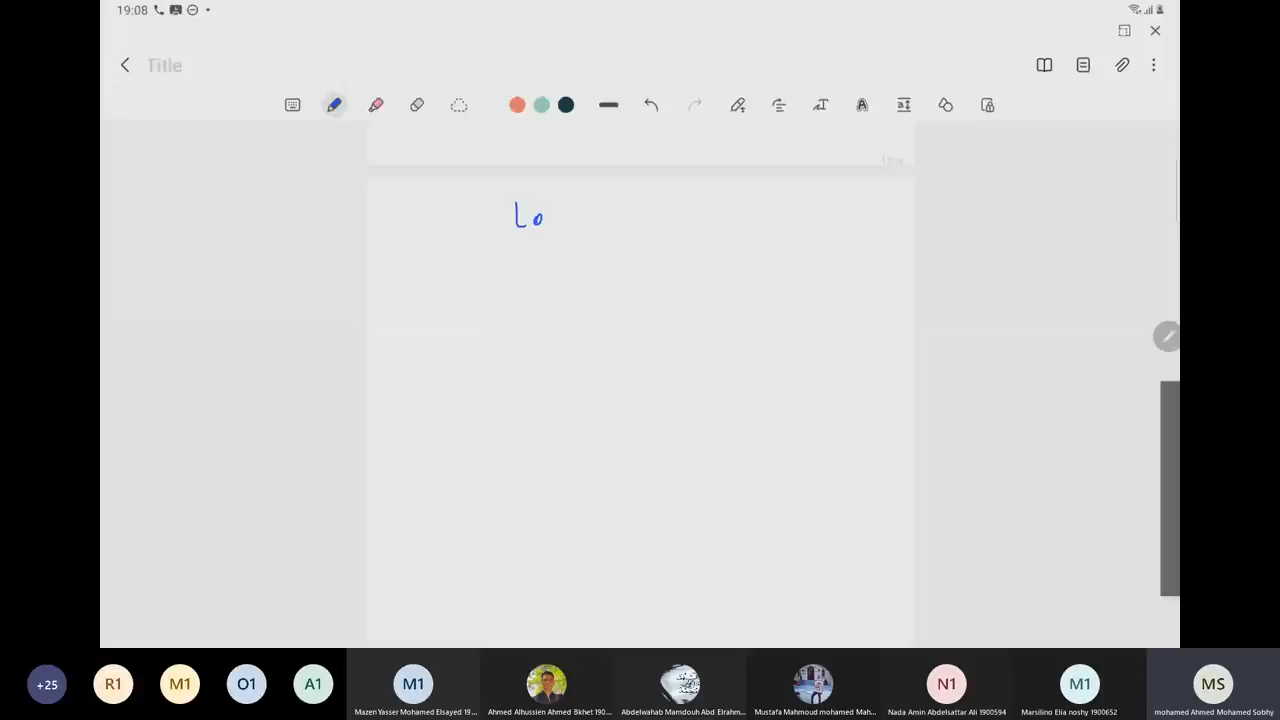 19:08
Title
Lo
+25
R1
M1
O1
A1
M1
N1
M1
MS
Mazen Yasser Mohamed Elsayed 19...
Ahmed Alhussien Ahmed Bkhet 190...
Abdelwahab Mamdouh Abd Elrahm...
Mustafa Mahmoud mohamed Mah...
Nada Amin Abdelsattar Ali 1900594
Marsilino Elia noshy 1900652
mohamed Ahmed Mohamed Sobhy